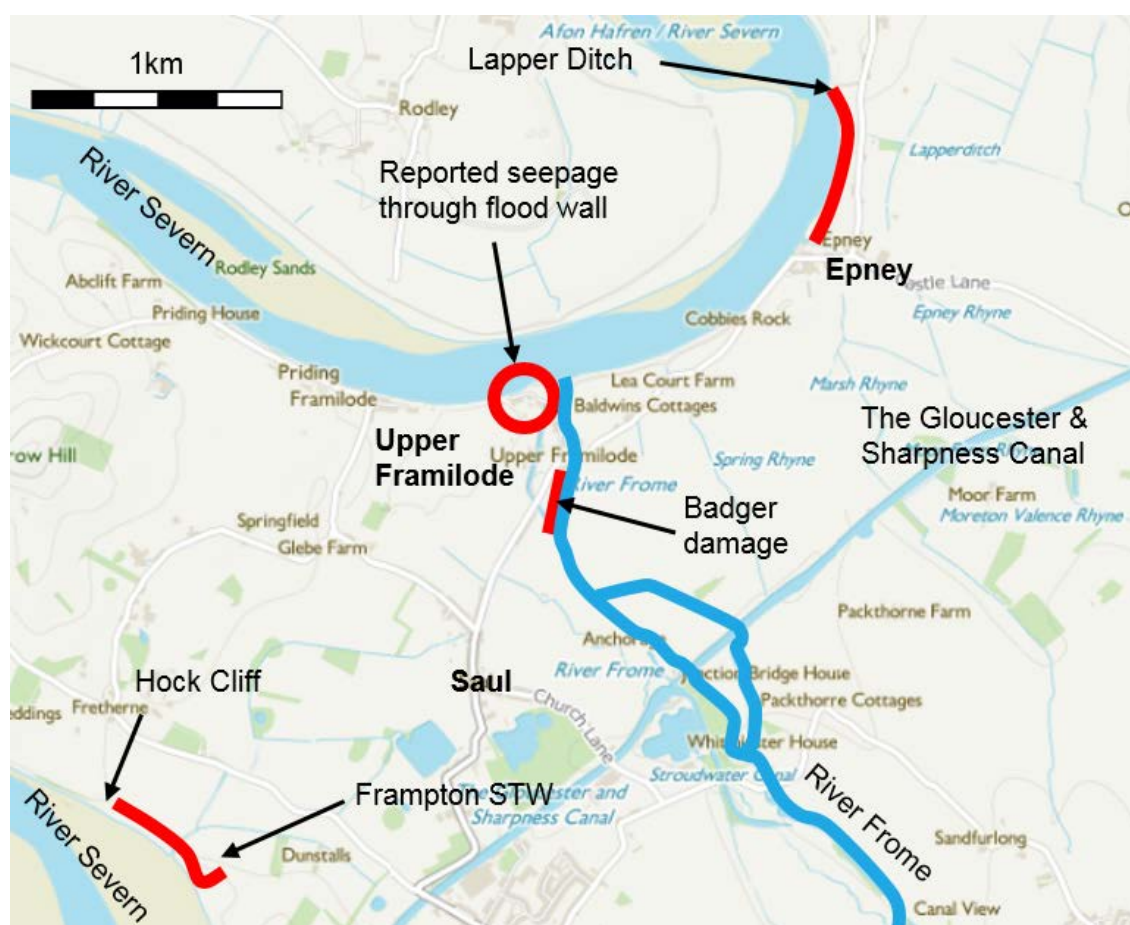 Afon Hafren / River Severn
1km
Lapper Ditch
Rodley
Lapperditch
River Severn
Reported seepage
through flood wall
Rodley Sands
Epney
Epney
Abclift Farm
Priding House
Epney Rhyne
Cobbies Rock
Wickcourt Cottage
Priding
Framilode
Lea Court Farm
Marsh Rhyne
Baldwins Cottages
The Gloucester &
Sharpness Canal
Upper
Framilode
Upper Framilode
Spring Rhyne
River Frome
Moor Farm
Moreton Valence Rhyne
Badger
damage
Springfield
Glebe Farm
Packthorne Farm
River Frome
Hock Cliff
Saul
Church Lane
Packthorre Cottages
Fretherne
House
Stroudwater Canal
Frampton STW
Sharpness Canal
River Frome
River Severn
Dunstalls
Sandfurlong
Canal View